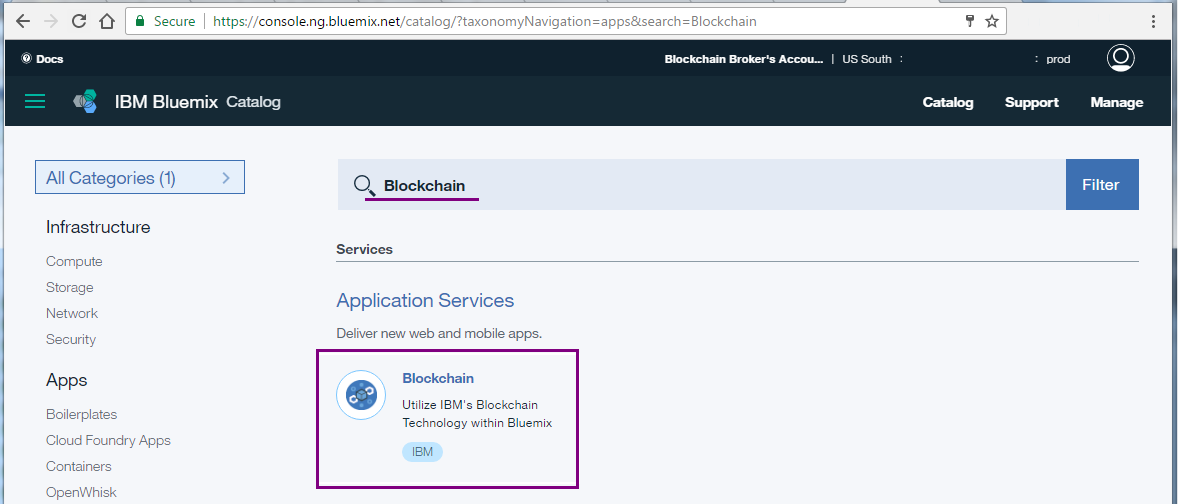 Secure https://console.ng.bluemix.net/catalog/?taxonomyNavigation=apps&search=Blockchain
Docs
Blockchain Broker's Accou... | US South : : prod
IBM Bluemix Catalog
Catalog Support Manage
All Categories (1)
Blockchain
Filter
Infrastructure
Compute
Storage
Network
Security
Apps
Boilerplates
Cloud Foundry Apps
Containers
OpenWhisk
Services
Application Services
Deliver new web and mobile apps.
Blockchain
Utilize IBM's Blockchain
Technology within Bluemix
IBM